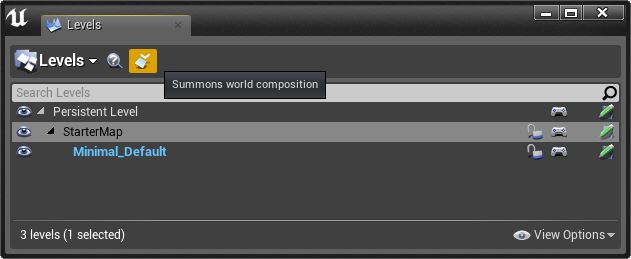 Levels
Levels
Summons world composition
Search Levels
Persistent Level
StarterMap
Minimal_Default
3 levels (1 selected)
View Options